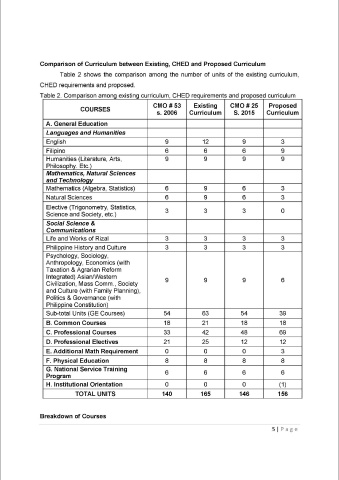 Comparison of Curriculum between Existing, CHED and Proposed Curriculum
Table 2 shows the comparison among the number of units of the existing curriculum,
CHED requirements and proposed.
Table 2. Comparison among existing curriculum, CHED requirements and proposed curriculum
COURSES CMO # 53 s. 2006 Existing Curriculum CMO # 25 S. 2015 Proposed Curriculum
A. General Education
Languages and Humanities
English 9 12 9 3
Filipino 6 6 6 9
Humanities (Literature, Arts, 9 9 9 9
Philosophy, Etc.)
Mathematics, Natural Sciences
and Technology
Mathematics (Algebra, Statistics) 6 9 6 3
Natural Sciences 6 9 6 3
Elective (Trigonometry, Statistics,
Science and Society, etc.) 3 3 3 0
Social Science &
Communications
Life and Works of Rizal 3 3 3 3
Philippine History and Culture 3 3 3 3
Psychology, Sociology,
Anthropology, Economics (with
Taxation & Agrarian Reform
Integrated) Asian/Western
Civilization, Mass Comm., Society 9 9 9 6
and Culture (with Family Planning),
Politics & Governance (with
Philippine Constitution)
Sub-total Units (GE Courses) 54 63 54 39
B. Common Courses 18 21 18 18
C. Professional Courses 33 42 48 69
D. Professional Electives 21 25 12 12
E. Additional Math Requirement 0 0 0 3
F. Physical Education 8 8 8 8
G. National Service Training
Program 6 6 6 6
H. Institutional Orientation 0 0 0 (1)
TOTAL UNITS 140 165 146 156
Breakdown of Courses
5 | Page